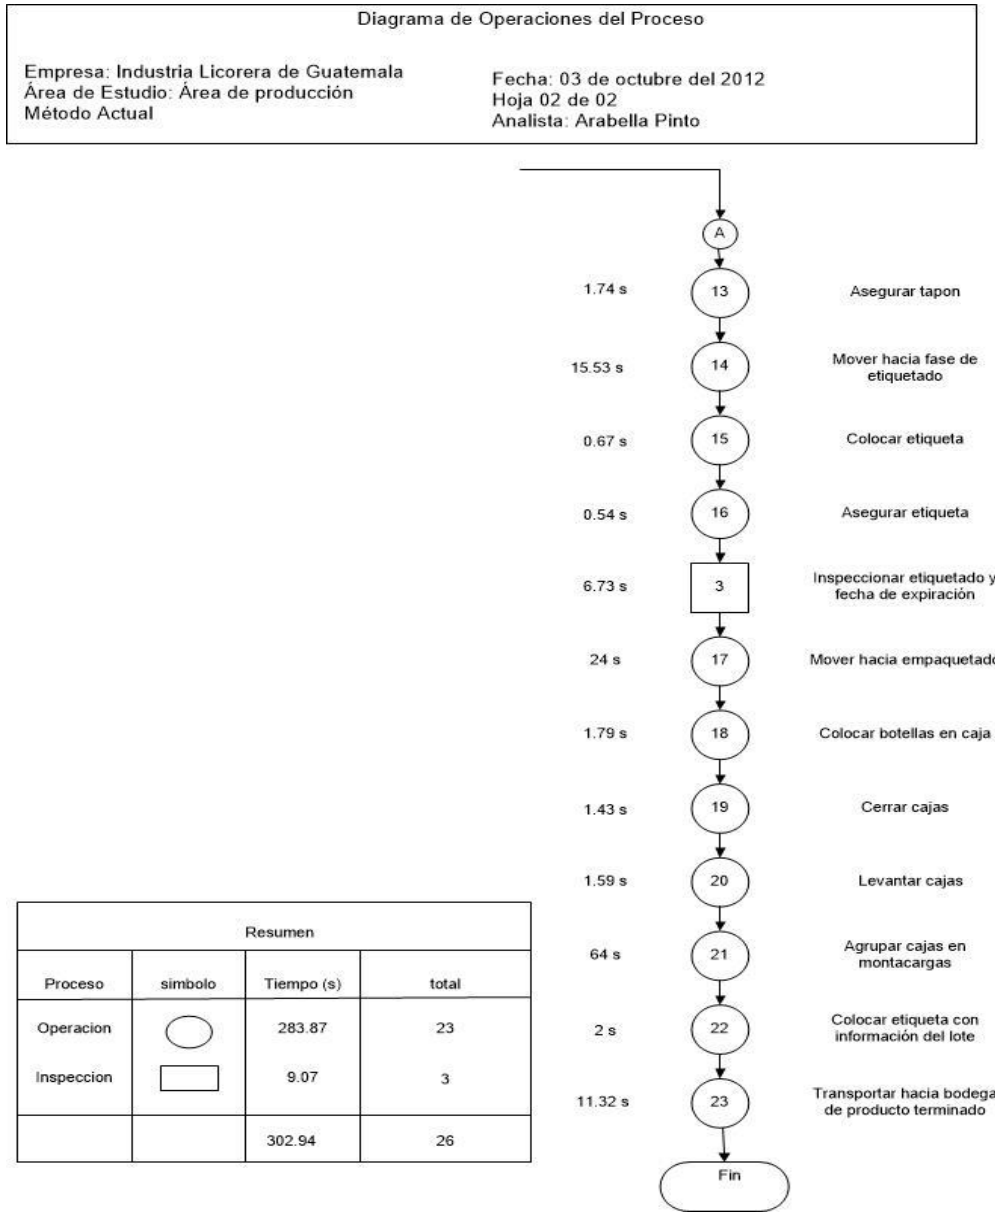 Diagrama de Operaciones del Proceso
Empresa: Industria Licorera de Guatemala
Área de Estudio: Área de producción
Método Actual
Fecha: 03 de octubre del 2012
Hoja 02 de 02
Analista: Arabella Pinto
A
1.74 s 13 Asegurar tapon
15.53 s 14 Mover hacia fase de
etiquetado
0.67 s 15 Colocar etiqueta
0.54 s 16 Asegurar etiqueta
6.73 s 3 Inspeccionar etiquetado y
fecha de expiración
24 s 17 Mover hacia empaquetado
1.79 s 18 Colocar botellas en caja
1.43 s 19 Cerrar cajas
1.59 s 20 Levantar cajas
64 s 21 Agrupar cajas en
montacargas
2 s 22 Colocar etiqueta con
información del lote
11.32 s 23 Transportar hacia bodega
de producto terminado
Fin
Resumen
Proceso simbolo Tiempo (s) total
Operacion 283.87 23
Inspeccion 9.07 3
302.94 26